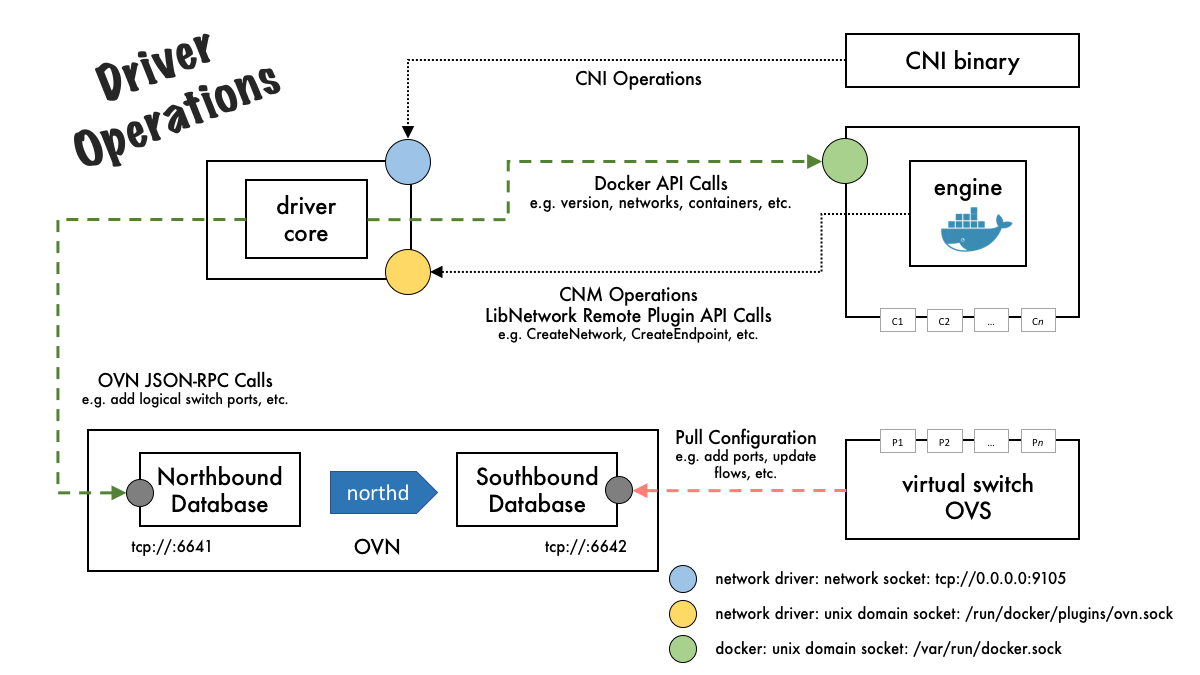 Driver
Operations
CNI Operations
CNI binary
driver
core
Docker API Calls
e.g. version, networks, containers, etc.
engine
CNM Operations
LibNetwork Remote Plugin API Calls
e.g. CreateNetwork, CreateEndpoint, etc.
C1
C2
...
Cn
OVN JSON-RPC Calls
e.g. add logical switch ports, etc.
Northbound
Database
tcp://:6641
northd
OVN
Southbound
Database
tcp://:6642
Pull Configuration
e.g. add ports, update
flows, etc.
P1
P2
...
Pn
virtual switch
OVS
network driver: network socket: tcp://0.0.0.0:9105
network driver: unix domain socket: /run/docker/plugins/ovn.sock
docker: unix domain socket: /var/run/docker.sock